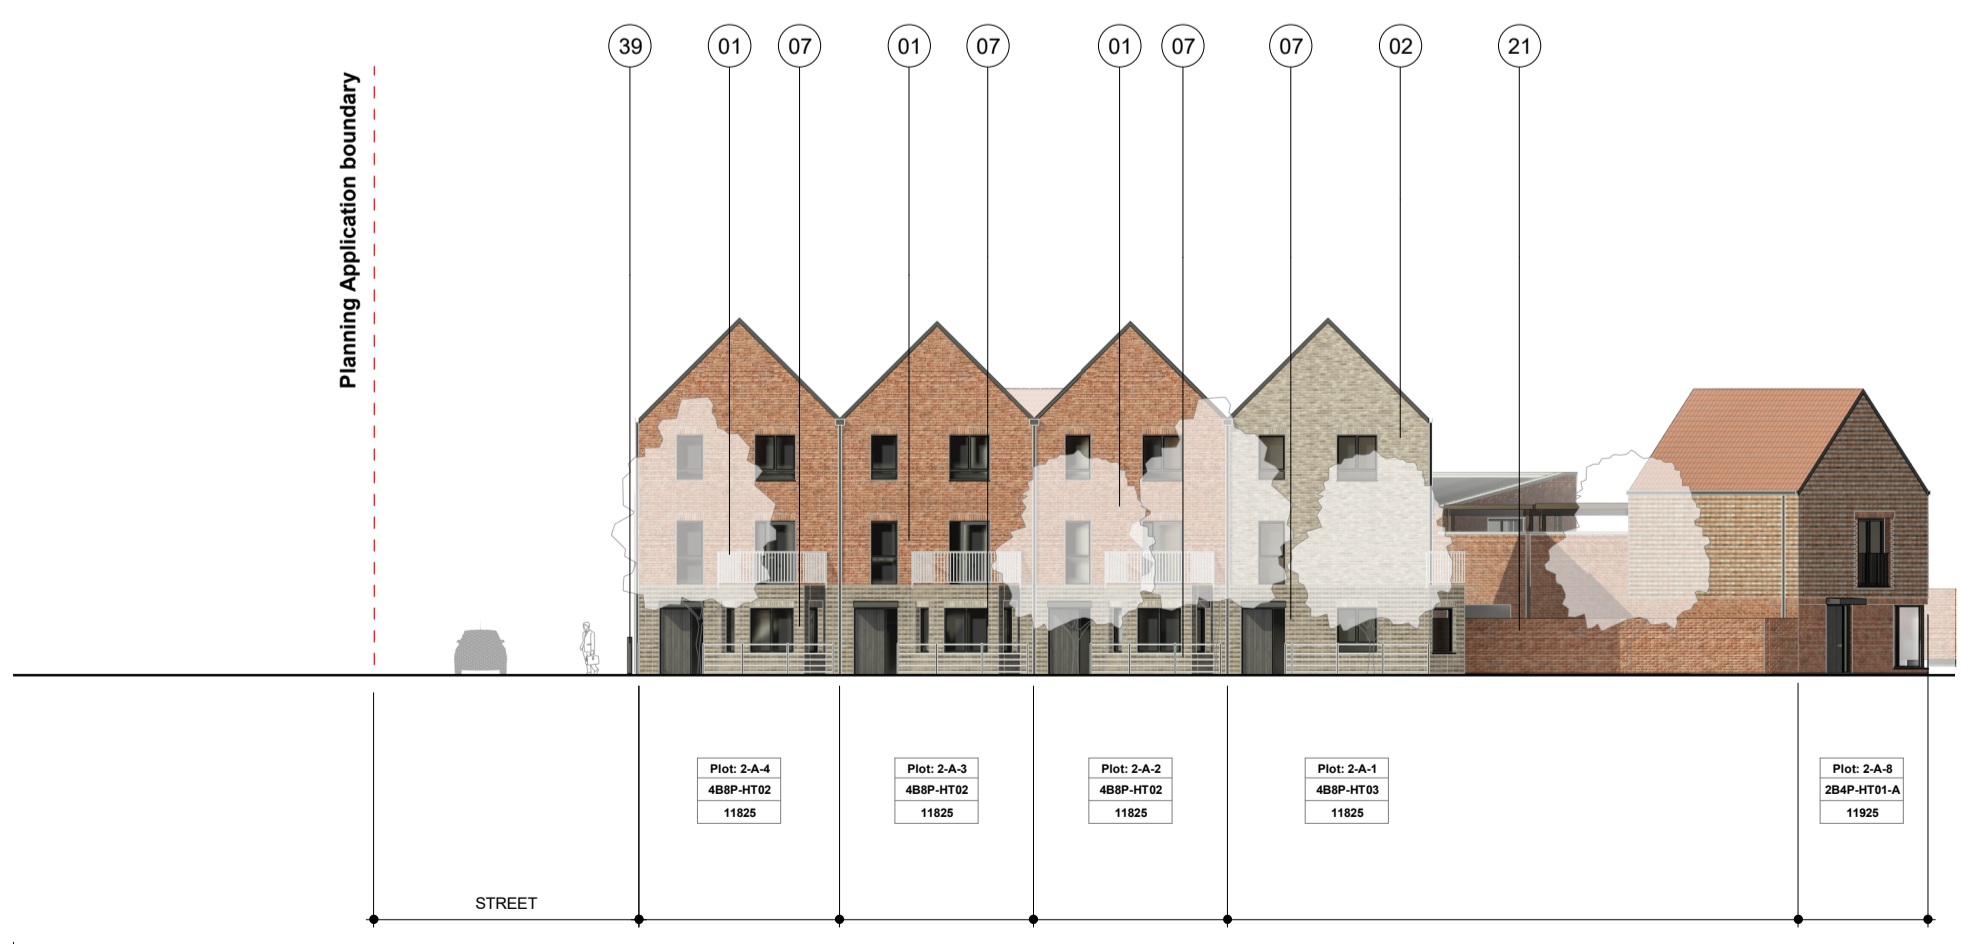 39
01
07
01
07
01
07
07
02
21
Planning Application boundary
Plot: 2-A-4
4B8P-HT02
11825
Plot: 2-A-3
4B8P-HT02
11825
Plot: 2-A-2
4B8P-HT02
11825
Plot: 2-A-1
4B8P-HT03
11825
Plot: 2-A-8
2B4P-HT01-A
11925
STREET